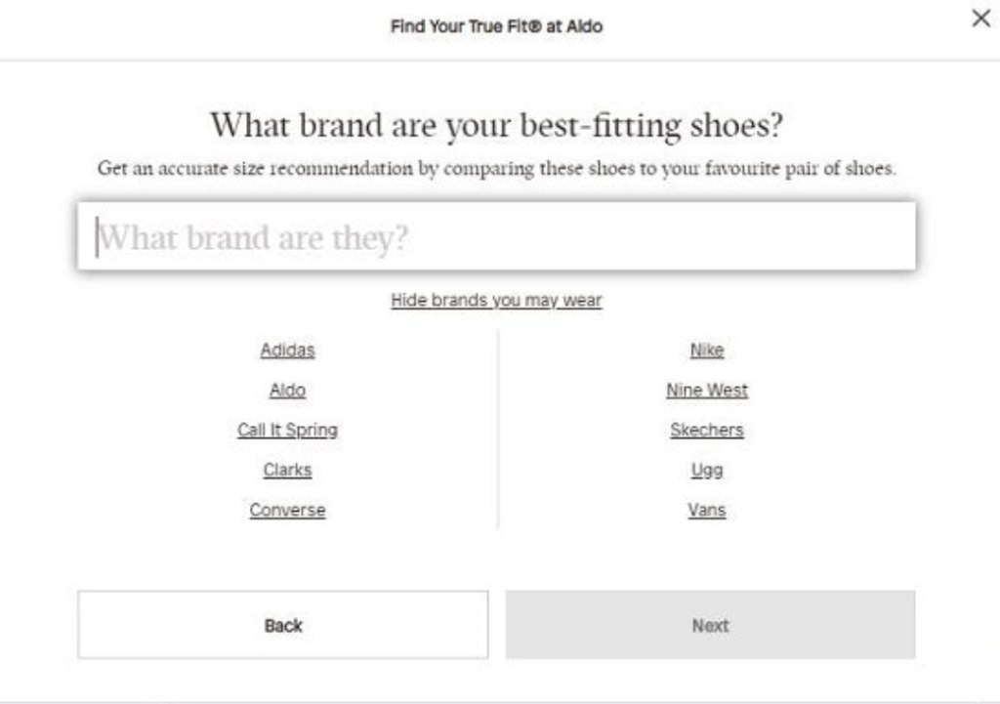 Find Your True Fit® at Aldo
What brand are your best-fitting shoes?
Get an accurate size recommendation by comparing these shoes to your favourite pair of shoes.
What brand are they?
Hide brands you may wear
Adidas
Aldo
Call It Spring
Clarks
Converse
Nike
Nine West
Skechers
Ugg
Vans
Back
Next